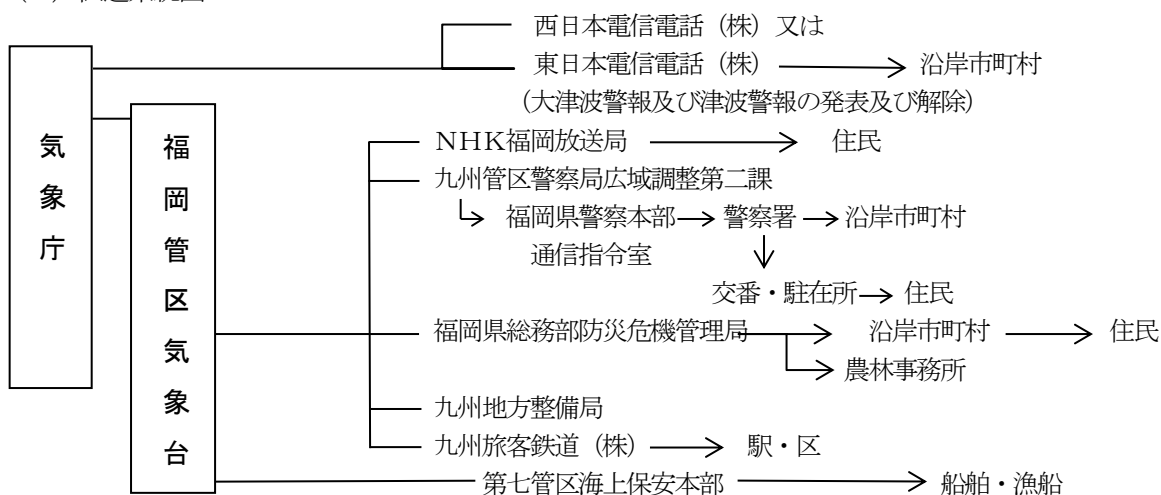 西日本電信電話（株）又は
東日本電信電話（株） 沿岸市町村
（大津波警報及び津波警報の発表及び解除）
気象庁
福岡管区気象台
ＮＨＫ福岡放送局 住民
九州管区警察局広域調整第二課
福岡県警察本部 警察署 沿岸市町村
通信指令室
交番・駐在所 住民
福岡県総務部防災危機管理局 沿岸市町村 住民
農林事務所
九州地方整備局
九州旅客鉄道（株） 駅・区
第七管区海上保安本部 船舶・漁船